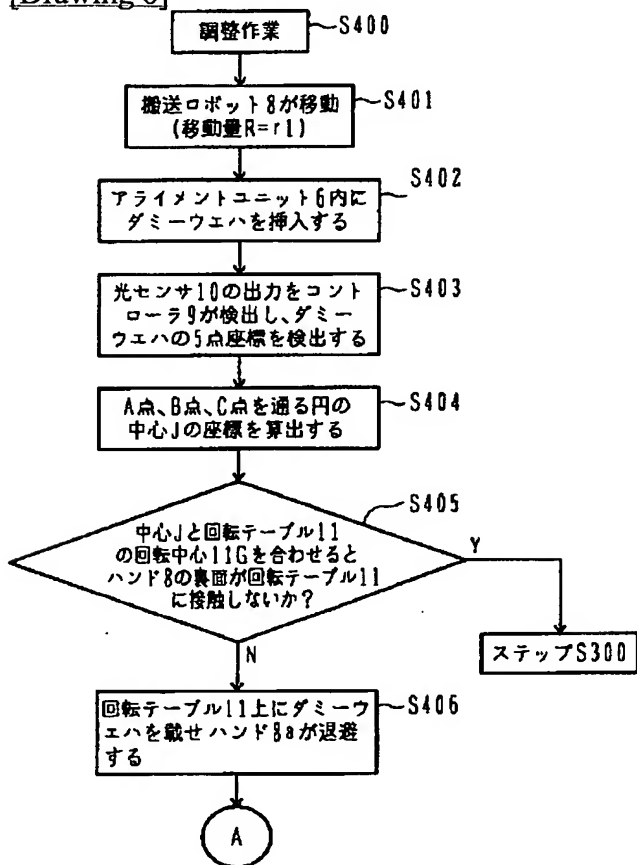 [Drawing 6]
調整作業
S400
搬送ロボット8が移動
(移動量R=r1)
S401
アライメントユニット6内に
ダミーウエハを挿入する
S402
光センサ10の出力をコント
ローラ9が検出し、ダミー
ウエハの5点座標を検出する
S403
A点、B点、C点を通る円の
中心Jの座標を算出する
S404
S405
中心Jと回転テーブル11
の回転中心11Gを合わせると
ハンド8の裏面が回転テーブル11
に接触しないか?
Y
N
ステップS300
回転テーブル11上にダミーウ
エハを載せハンド8aが退避
する
S406
A